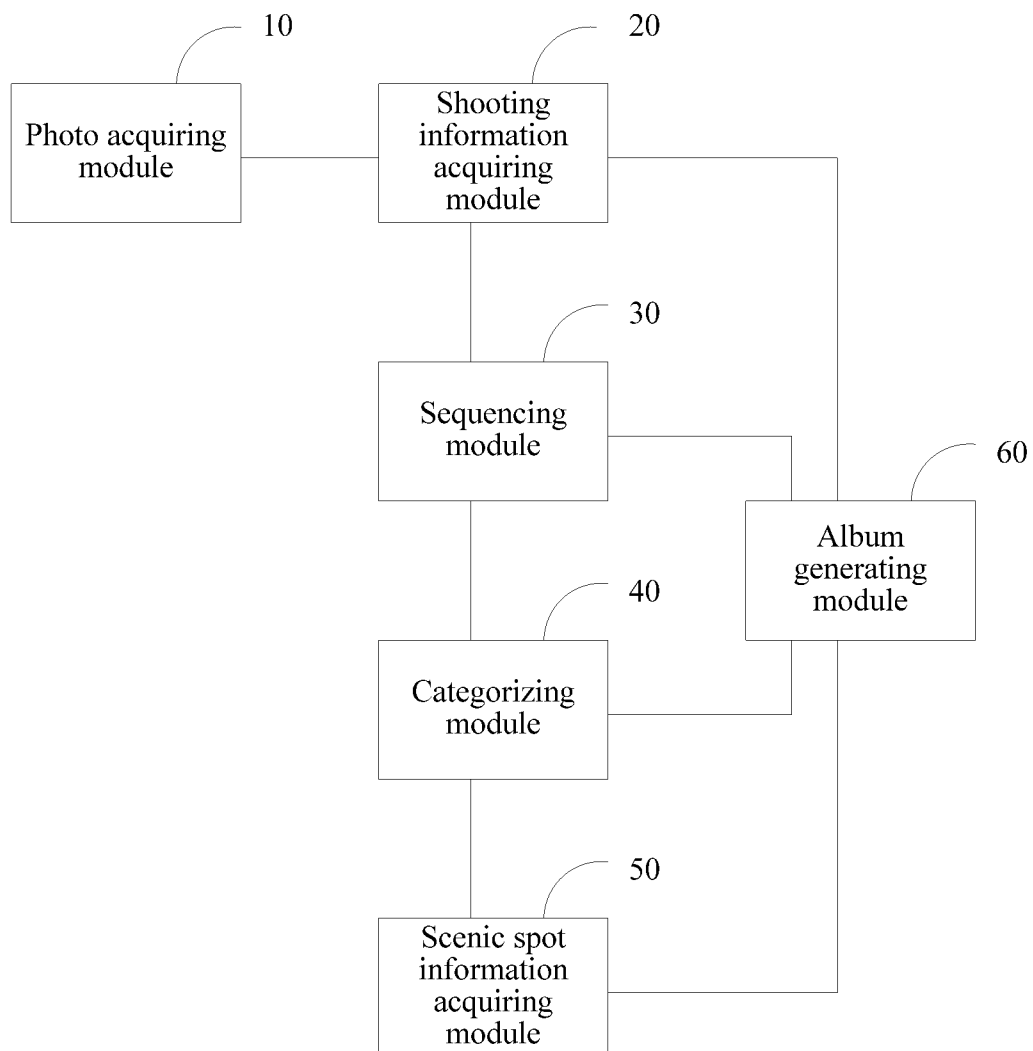 10
20
Photo acquiring
module
Shooting
information
acquiring
module
30
Sequencing
module
60
Album
generating
module
40
Categorizing
module
50
Scenic spot
information
acquiring
module